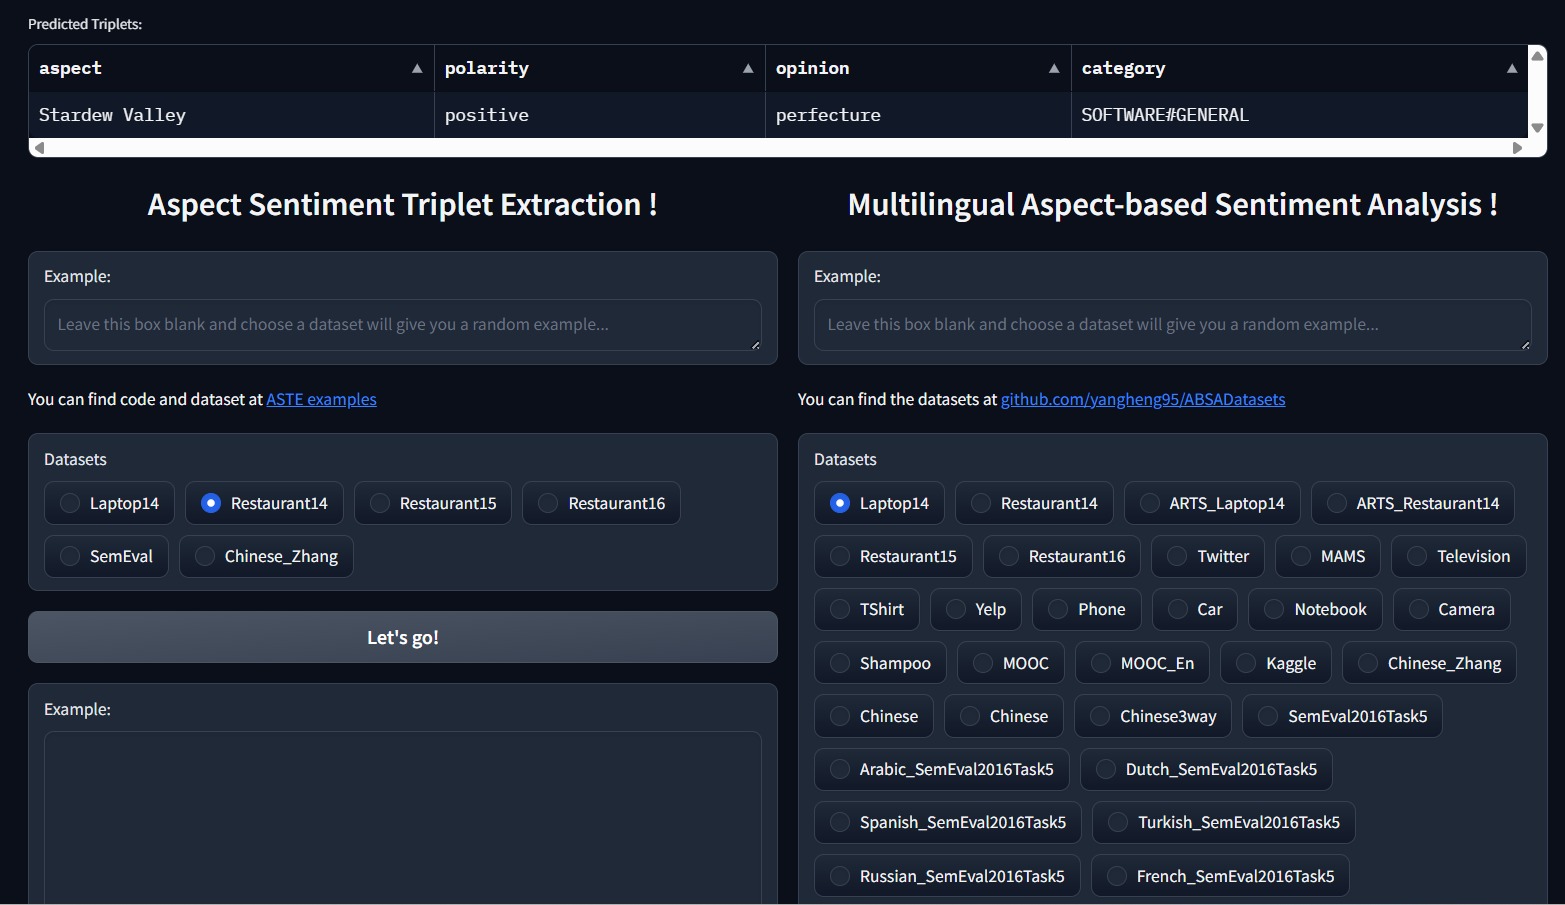 Predicted Triplets:
aspect ▲ polarity ▲ opinion ▲ category ▲
Stardew Valley positive perfecture SOFTWARE#GENERAL
Aspect Sentiment Triplet Extraction !
Example:
Leave this box blank and choose a dataset will give you a random example...
You can find code and dataset at ASTE examples
Datasets
Laptop14 Restaurant14 Restaurant15 Restaurant16
SemEval Chinese_Zhang
Let's go!
Example:
Multilingual Aspect-based Sentiment Analysis !
Example:
Leave this box blank and choose a dataset will give you a random example...
You can find the datasets at github.com/yangheng95/ABSADatasets
Datasets
Laptop14 Restaurant14 ARTS_Laptop14 ARTS_Restaurant14
Restaurant15 Restaurant16 Twitter MAMS Television
TShirt Yelp Phone Car Notebook Camera
Shampoo MOOC MOOC_En Kaggle Chinese_Zhang
Chinese Chinese Chinese3way SemEval2016Task5
Arabic_SemEval2016Task5 Dutch_SemEval2016Task5
Spanish_SemEval2016Task5 Turkish_SemEval2016Task5
Russian_SemEval2016Task5 French_SemEval2016Task5